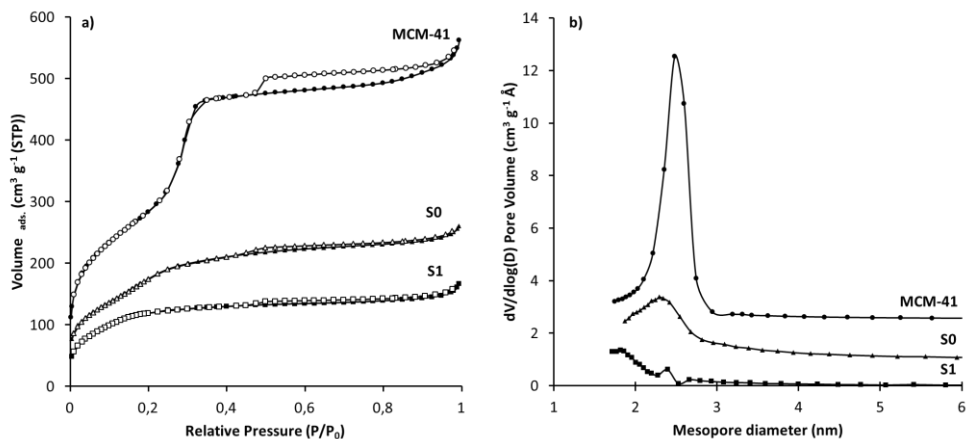 a)
MCM-41
S0
S1
600
500
400
300
200
100
0
Volume ads. (cm³ g⁻¹ (STP))
0
0,2
0,4
0,6
0,8
1
Relative Pressure (P/P₀)
b)
MCM-41
S0
S1
14
12
10
8
6
4
2
0
dV/dlog(D) Pore Volume (cm³ g⁻¹ Å)
1
2
3
4
5
6
Mesopore diameter (nm)